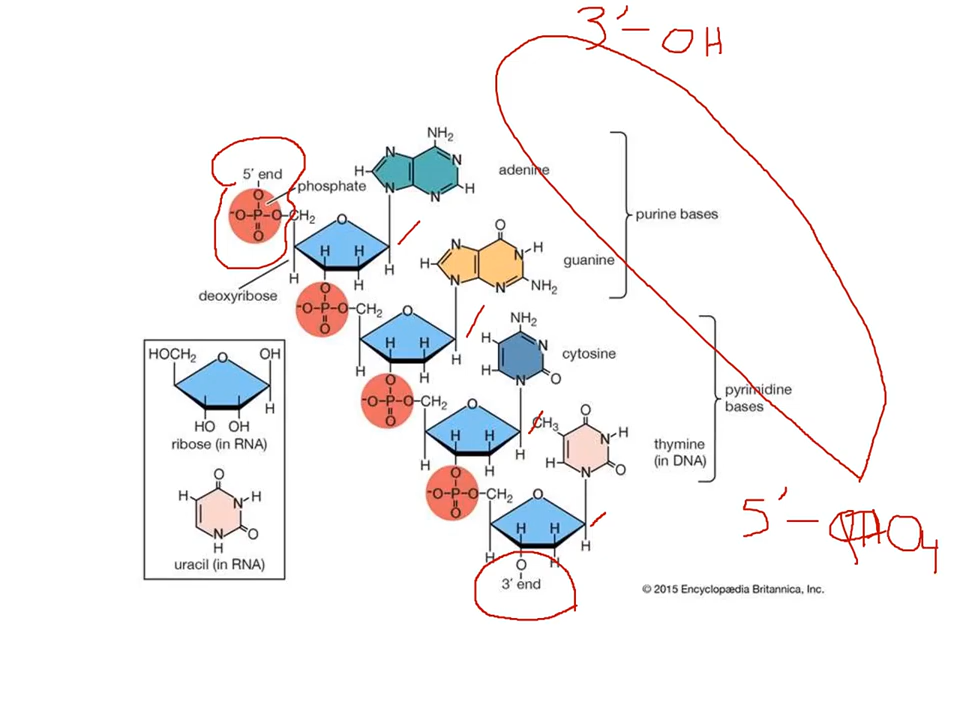 3′-OH
NH₂
N
N
H
N
N
H
adenine
5′ end
O
phosphate
-O-P-O-CH₂
O
O
H
H
H
H
H
deoxyribose
purine bases
O
N
N
H
H
N
N
NH₂
guanine
O
-O-P-O-CH₂
O
O
H
H
H
H
H
NH₂
H
N
H
N
O
cytosine
pyrimidine
bases
O
-O-P-O-CH₂
O
O
H
H
H
H
H
O
CH₃
N
H
H
N
O
thymine
(in DNA)
O
-O-P-O-CH₂
O
O
H
H
H
H
H
O
3′ end
HOCH₂
O
OH
H
HO OH
ribose (in RNA)
O
H
N
H
H
N
O
H
uracil (in RNA)
5′-
O₄
© 2015 Encyclopædia Britannica, Inc.